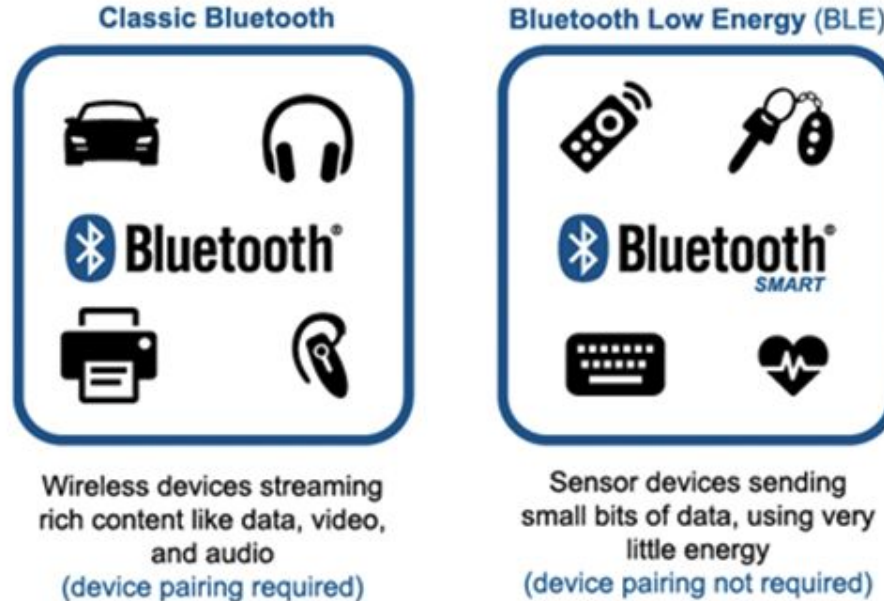 Classic Bluetooth
Bluetooth®
Wireless devices streaming
rich content like data, video,
and audio
(device pairing required)
Bluetooth Low Energy (BLE)
Bluetooth®
SMART
Sensor devices sending
small bits of data, using very
little energy
(device pairing not required)